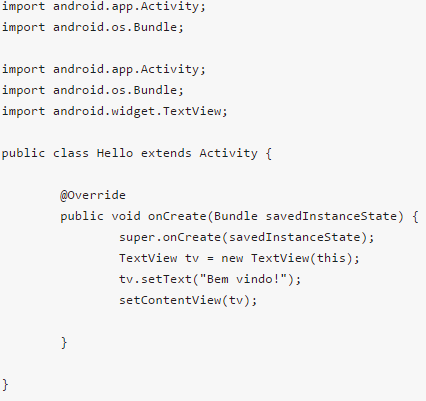 import android.app.Activity;
import android.os.Bundle;

import android.app.Activity;
import android.os.Bundle;
import android.widget.TextView;

public class Hello extends Activity {

        @Override
        public void onCreate(Bundle savedInstanceState) {
                super.onCreate(savedInstanceState);
                TextView tv = new TextView(this);
                tv.setText("Bem vindo!");
                setContentView(tv);

        }

}